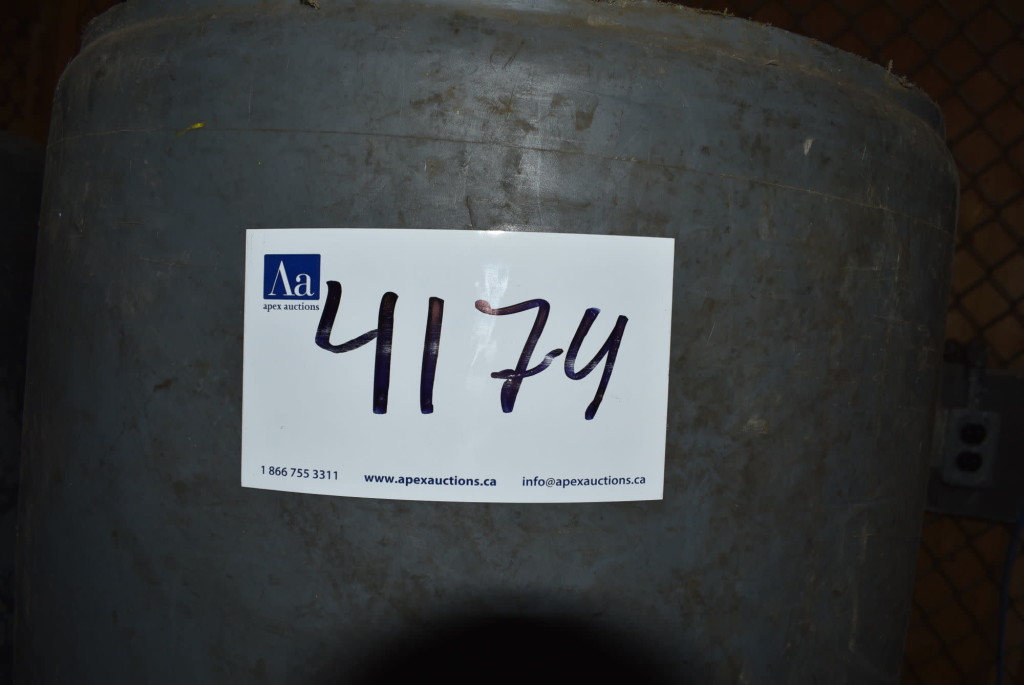 Aa
apex auctions
4174
1 866 755 3311 www.apexauctions.ca info@apexauctions.ca